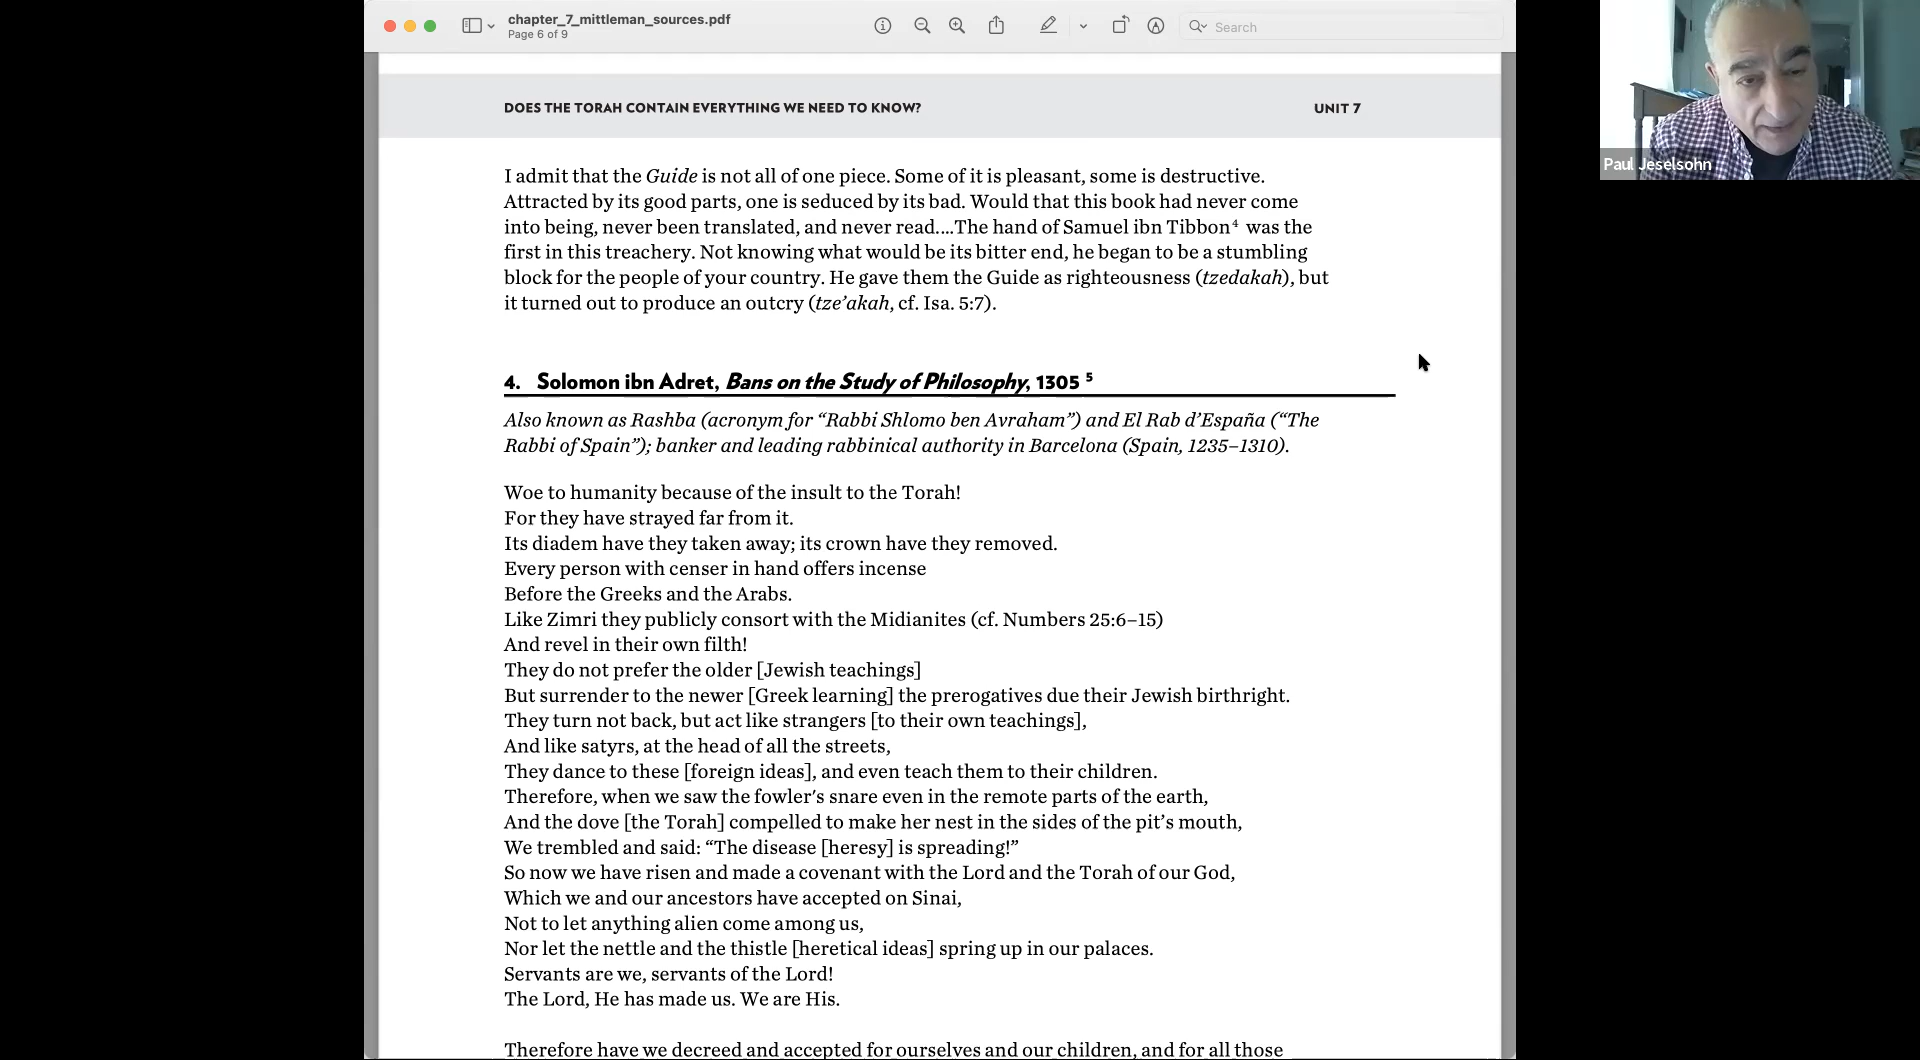 chapter_7_mittleman_sources.pdf
Page 6 of 9
Search
DOES THE TORAH CONTAIN EVERYTHING WE NEED TO KNOW?
UNIT 7
Paul Jeselsohn
I admit that the Guide is not all of one piece. Some of it is pleasant, some is destructive.
Attracted by its good parts, one is seduced by its bad. Would that this book had never come
into being, never been translated, and never read....The hand of Samuel ibn Tibbon⁴ was the
first in this treachery. Not knowing what would be its bitter end, he began to be a stumbling
block for the people of your country. He gave them the Guide as righteousness (tzedakah), but
it turned out to produce an outcry (tze’akah, cf. Isa. 5:7).
4. Solomon ibn Adret, Bans on the Study of Philosophy, 1305 ⁵
Also known as Rashba (acronym for “Rabbi Shlomo ben Avraham”) and El Rab d’España (“The
Rabbi of Spain”); banker and leading rabbinical authority in Barcelona (Spain, 1235–1310).
Woe to humanity because of the insult to the Torah!
For they have strayed far from it.
Its diadem have they taken away; its crown have they removed.
Every person with censer in hand offers incense
Before the Greeks and the Arabs.
Like Zimri they publicly consort with the Midianites (cf. Numbers 25:6–15)
And revel in their own filth!
They do not prefer the older [Jewish teachings]
But surrender to the newer [Greek learning] the prerogatives due their Jewish birthright.
They turn not back, but act like strangers [to their own teachings],
And like satyrs, at the head of all the streets,
They dance to these [foreign ideas], and even teach them to their children.
Therefore, when we saw the fowler's snare even in the remote parts of the earth,
And the dove [the Torah] compelled to make her nest in the sides of the pit’s mouth,
We trembled and said: “The disease [heresy] is spreading!”
So now we have risen and made a covenant with the Lord and the Torah of our God,
Which we and our ancestors have accepted on Sinai,
Not to let anything alien come among us,
Nor let the nettle and the thistle [heretical ideas] spring up in our palaces.
Servants are we, servants of the Lord!
The Lord, He has made us. We are His.
Therefore have we decreed and accepted for ourselves and our children, and for all those